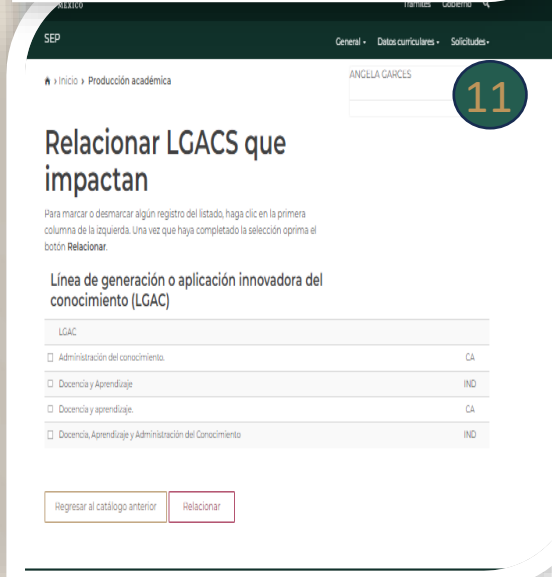 MÉXICO
Trámites Gobierno
SEP
General Datos curriculares Solicitudes
Inicio Producción académica
ANGELA GARCES
11
Relacionar LGACS que
impactan
Para marcar o desmarcar algún registro del listado, haga clic en la primera
columna de la izquierda. Una vez que haya completado la selección oprima el
botón Relacionar.
Línea de generación o aplicación innovadora del
conocimiento (LGAC)
LGAC
Administración del conocimiento. CA
Docencia y Aprendizaje IND
Docencia y aprendizaje. CA
Docencia, Aprendizaje y Administración del Conocimiento IND
Regresar al catálogo anterior Relacionar